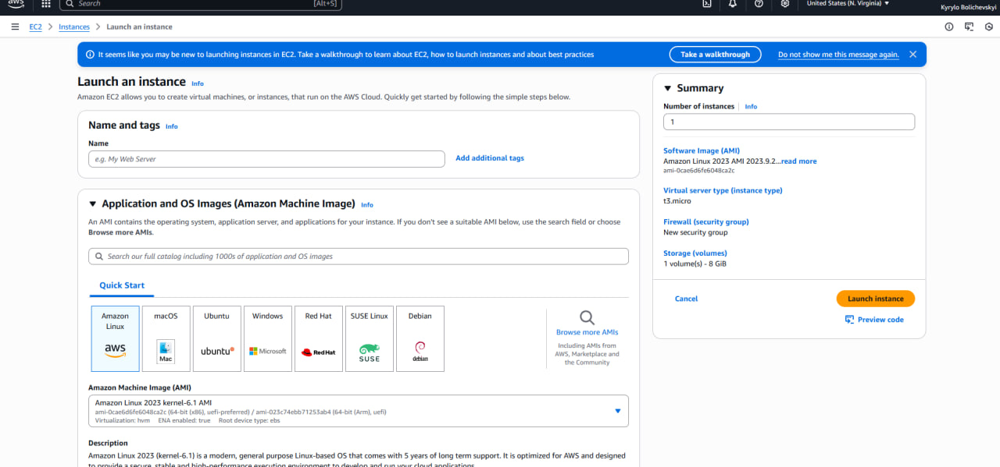 aws
Search
[Alt+S]
United States (N. Virginia)
Kyrylo Bolichevskyi
EC2
Instances
Launch an instance
It seems like you may be new to launching instances in EC2. Take a walkthrough to learn about EC2, how to launch instances and about best practices
Take a walkthrough
Do not show me this message again.
Launch an instance Info
Amazon EC2 allows you to create virtual machines, or instances, that run on the AWS Cloud. Quickly get started by following the simple steps below.
Name and tags Info
Name
e.g. My Web Server
Add additional tags
Application and OS Images (Amazon Machine Image) Info
An AMI contains the operating system, application server, and applications for your instance. If you don't see a suitable AMI below, use the search field or choose
Browse more AMIs.
Search our full catalog including 1000s of application and OS images
Quick Start
Amazon
Linux
aws
macOS
Mac
Ubuntu
ubuntu
Windows
Microsoft
Red Hat
Red Hat
SUSE Linux
SUSE
Debian
debian
Browse more AMIs
Including AMIs from
AWS, Marketplace and
the Community
Amazon Machine Image (AMI)
Amazon Linux 2023 kernel-6.1 AMI
ami-0cae6d6fe6048ca2c (64-bit (x86), uefi-preferred) / ami-023c74ebb71253ab4 (64-bit (Arm), uefi)
Virtualization: hvm ENA enabled: true Root device type: ebs
Description
Amazon Linux 2023 (kernel-6.1) is a modern, general purpose Linux-based OS that comes with 5 years of long term support. It is optimized for AWS and designed
to provide a secure, stable and high-performance execution environment to develop and run your cloud applications.
Summary
Number of instances Info
1
Software Image (AMI)
Amazon Linux 2023 AMI 2023.9.2...read more
ami-0cae6d6fe6048ca2c
Virtual server type (instance type)
t3.micro
Firewall (security group)
New security group
Storage (volumes)
1 volume(s) - 8 GiB
Cancel
Launch instance
Preview code